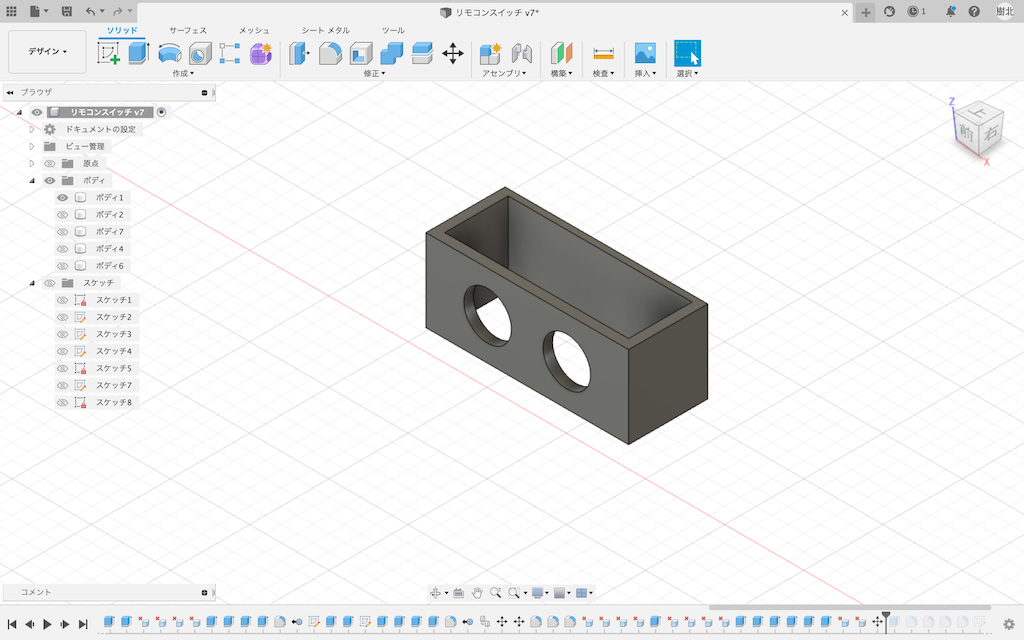 リモコンスイッチ v7*
1
樹北
デザイン
ソリッド
サーフェス
メッシュ
シート メタル
ツール
作成
修正
アセンブリ
構築
検査
挿入
選択
ブラウザ
リモコンスイッチ v7
ドキュメントの設定
ビュー管理
原点
ボディ
ボディ1
ボディ2
ボディ7
ボディ4
ボディ6
スケッチ
スケッチ1
スケッチ2
スケッチ3
スケッチ4
スケッチ5
スケッチ7
スケッチ8
Z
上
前
右
X
コメント